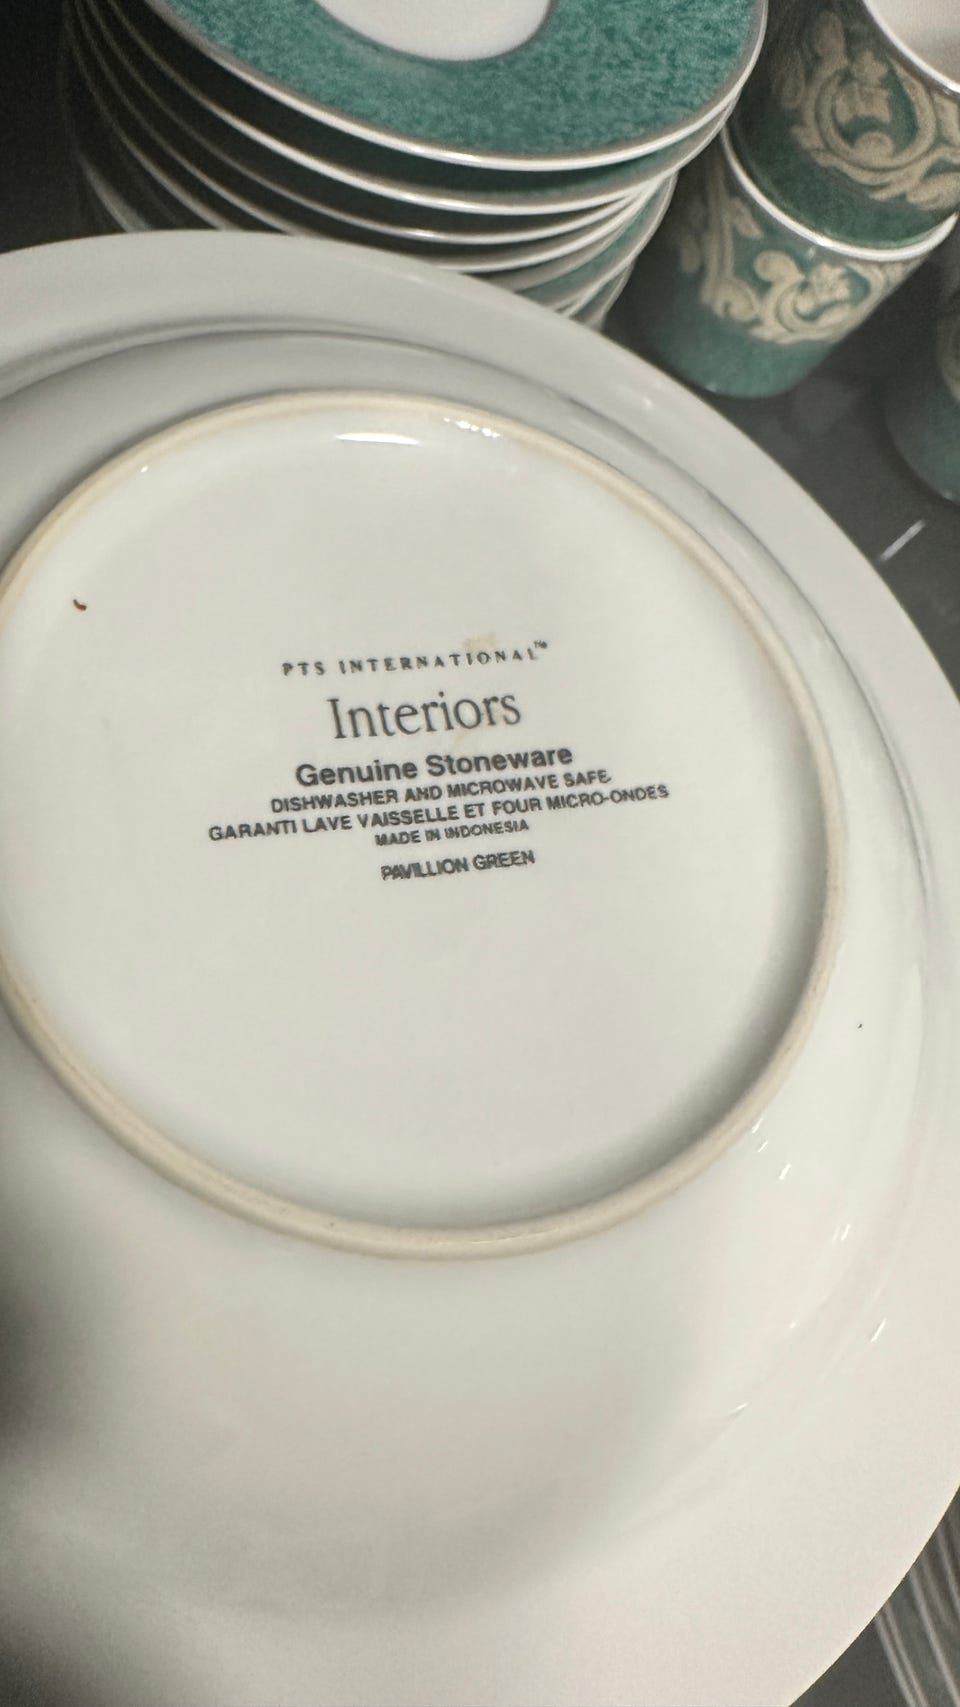 PTS INTERNATIONAL™
Interiors
Genuine Stoneware
DISHWASHER AND MICROWAVE SAFE
GARANTI LAVE VAISSELLE ET FOUR MICRO-ONDES
MADE IN INDONESIA
PAVILLION GREEN